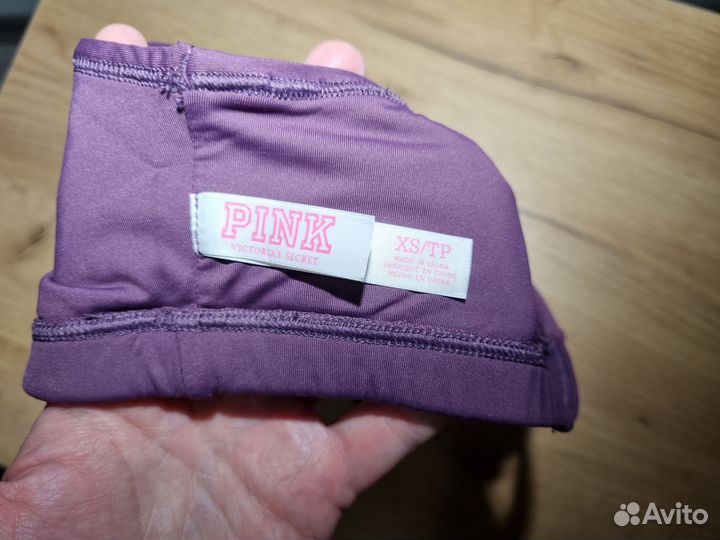 PINK
VICTORIA'S SECRET
XS/TP
MADE IN CHINA
FABRIQUÉ EN CHINE
HECHO EN CHINA
Avito